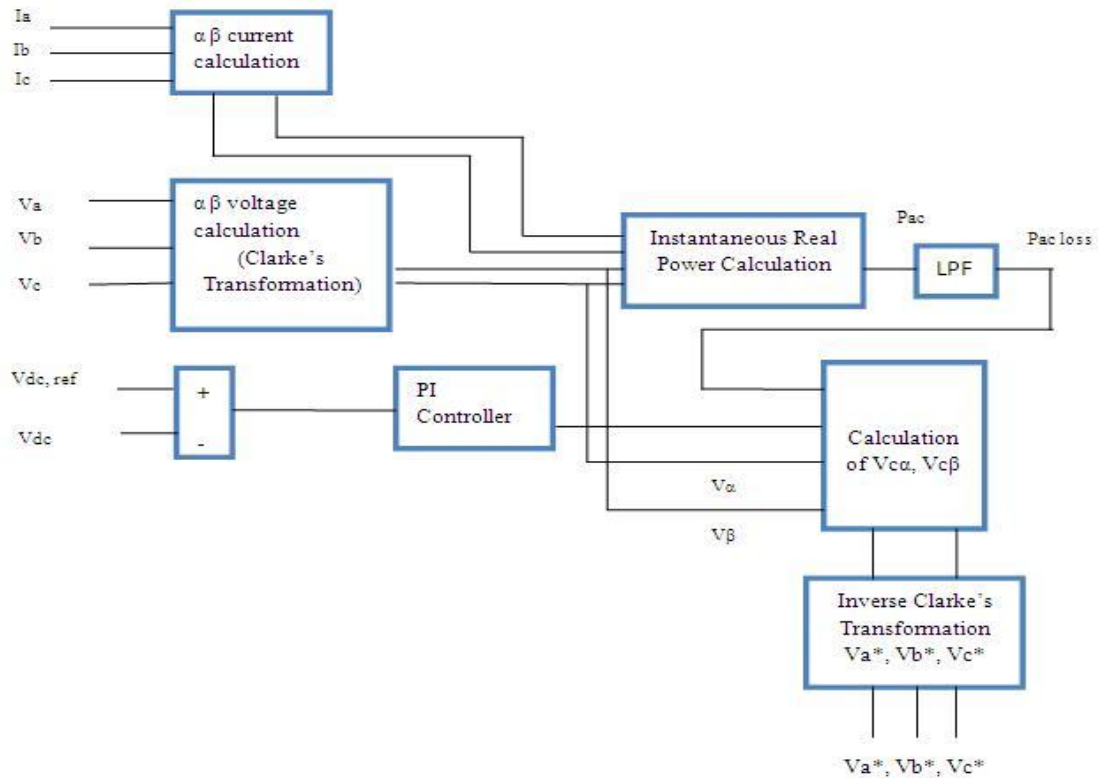 Ia
Ib
Ic
αβ current
calculation
Va
Vb
Vc
αβ voltage
calculation
(Clarke’s
Transformation)
Instantaneous Real
Power Calculation
Pac
LPF
Pac loss
Vdc, ref
Vdc
+
-
PI
Controller
Calculation
of Vcα, Vcβ
Vα
Vβ
Inverse Clarke’s
Transformation
Va*, Vb*, Vc*
Va*, Vb*, Vc*